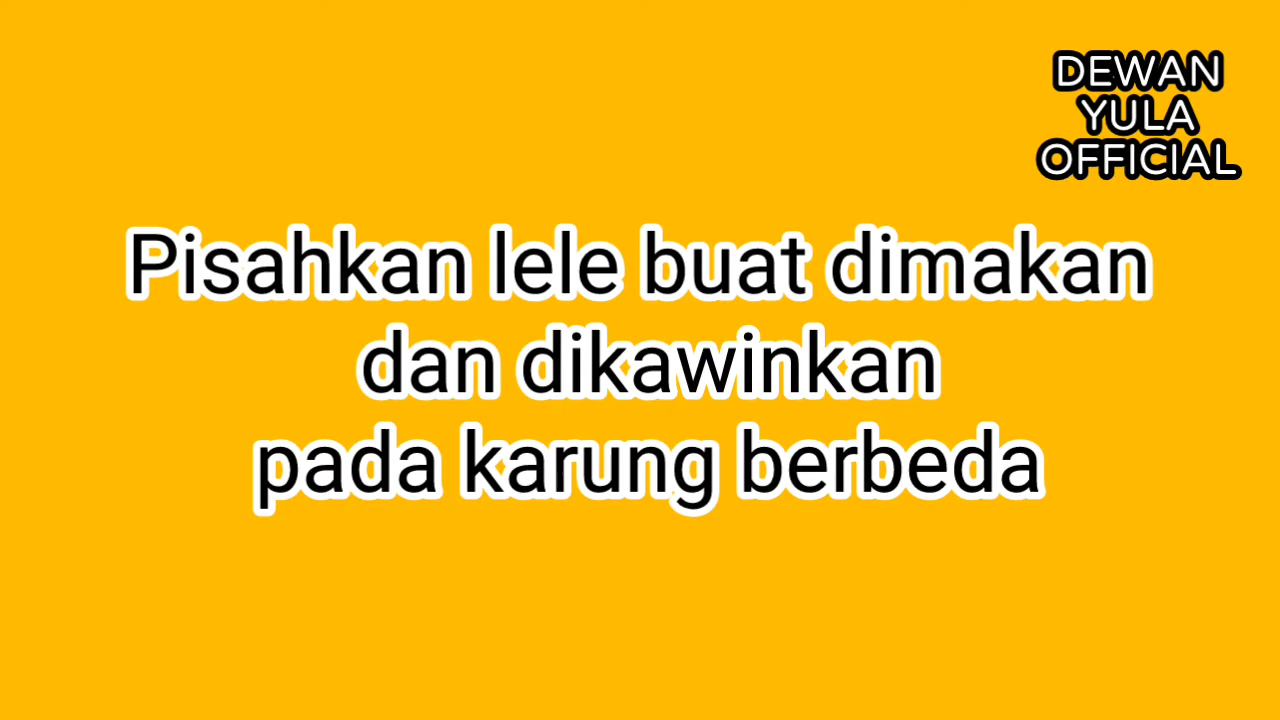 DEWAN
YULA
OFFICIAL
Pisahkan lele buat dimakan
dan dikawinkan
pada karung berbeda